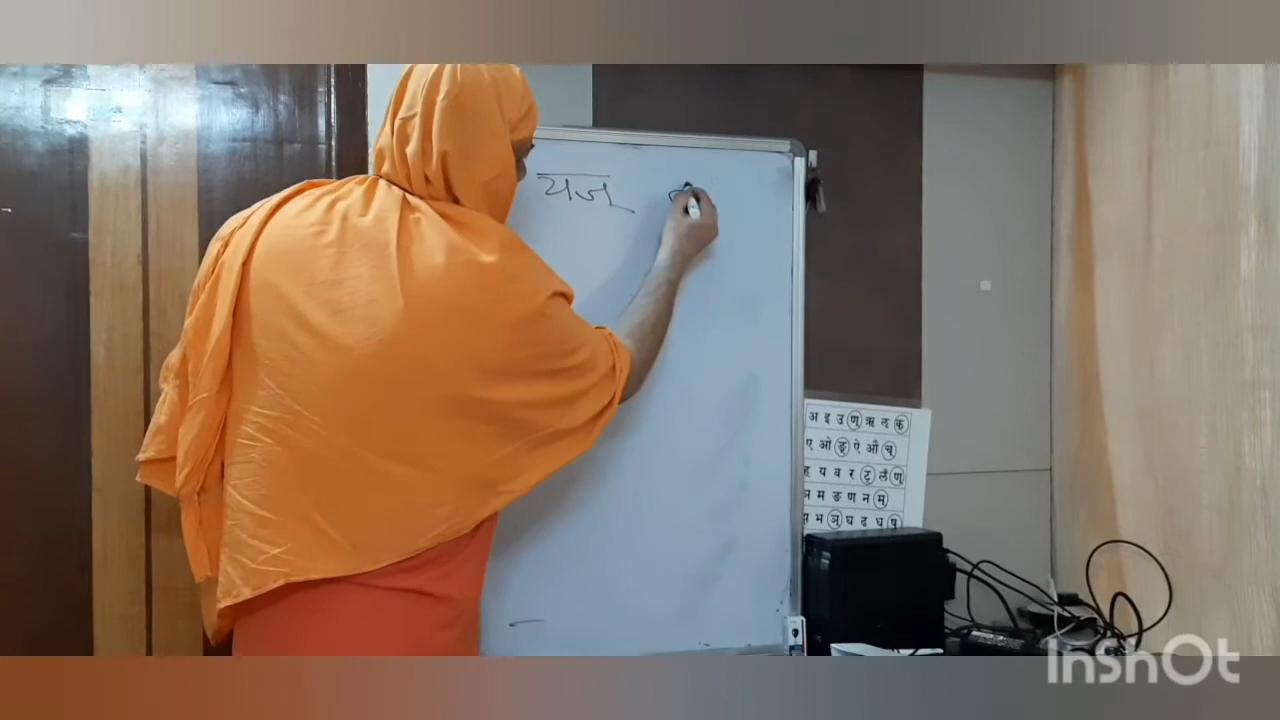 यज्
अ इ उ ण् ऋ ऌ क्
ए ओ ङ् ऐ औ च्
ह य व र ट् लँ ण्
ञ म ङ ण न म्
झ भ ञ् घ ढ ध ष्
InShOt